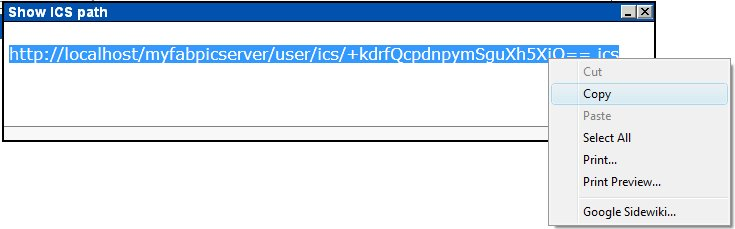 Show ICS path
http://localhost/myfabpicserver/user/ics/+kdrfQcpdnpymSguXh5XjQ==.ics
Cut
Copy
Paste
Select All
Print...
Print Preview...
Google Sidewiki...